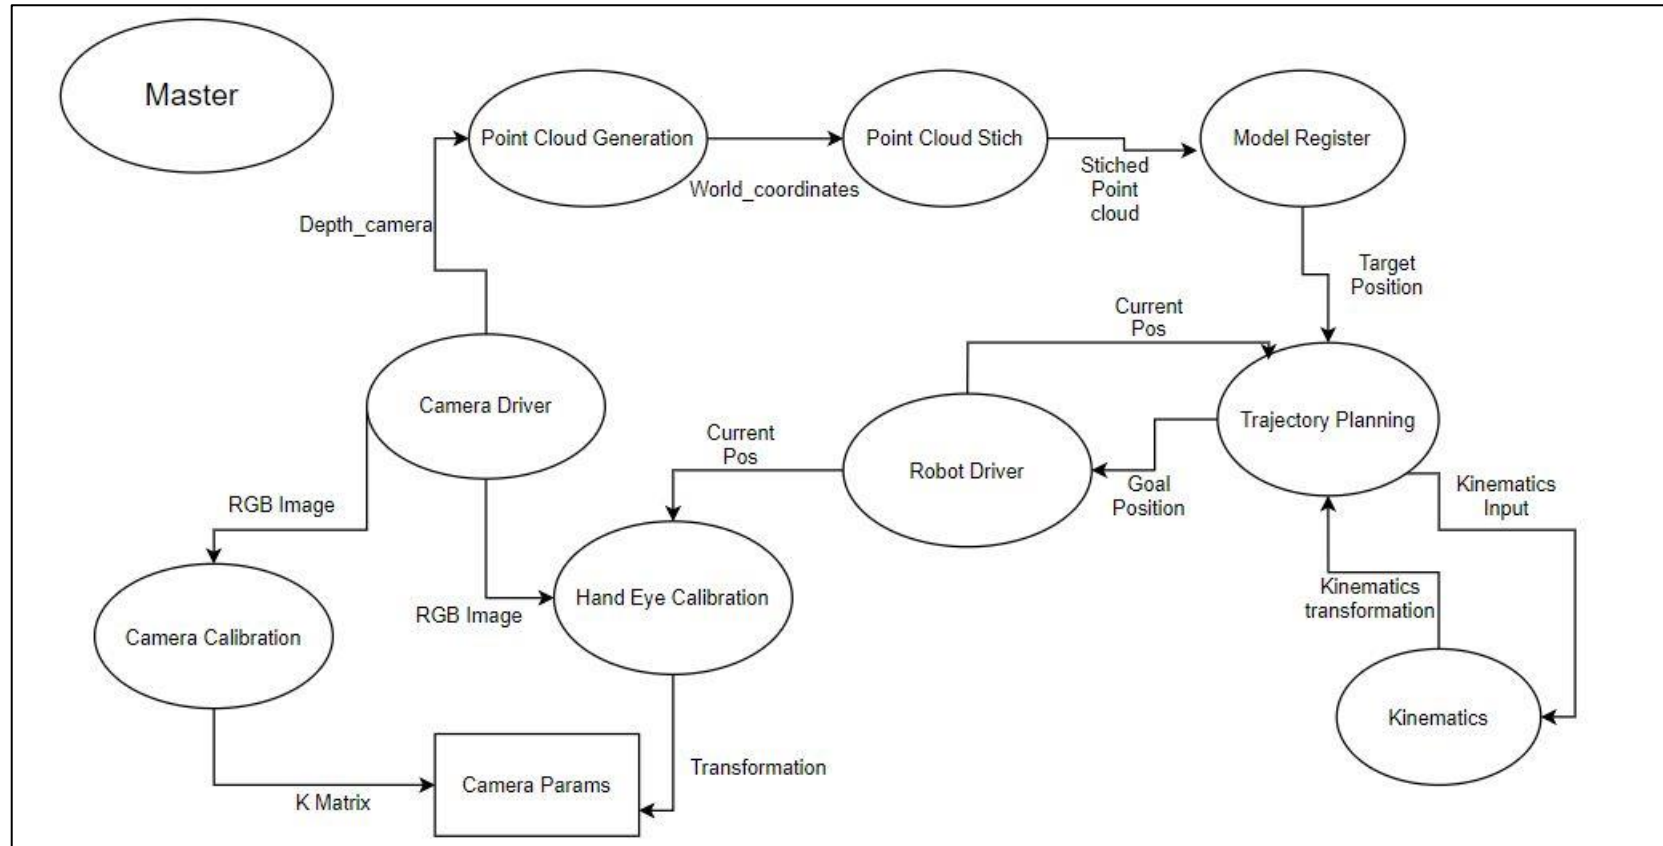 Master
Point Cloud Generation
Point Cloud Stich
Model Register
World_coordinates
Stiched
Point
cloud
Depth_camera
Target
Position
Current
Pos
Camera Driver
Trajectory Planning
Current
Pos
Robot Driver
Goal
Position
Kinematics
Input
RGB Image
Hand Eye Calibration
RGB Image
Kinematics
transformation
Camera Calibration
Kinematics
Transformation
Camera Params
K Matrix